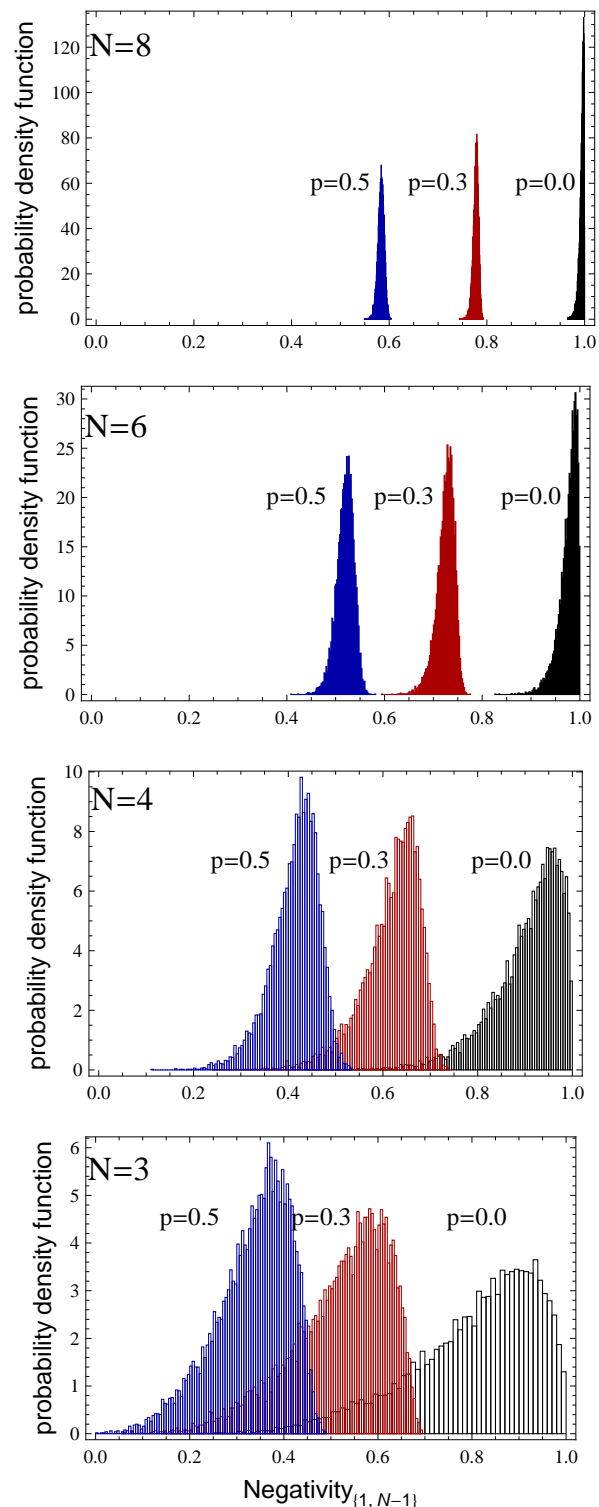 probability density function
N=8
120
100
80
60
40
20
0
p=0.5 p=0.3 p=0.0
0.0 0.2 0.4 0.6 0.8 1.0
probability density function
N=6
30
25
20
15
10
5
0
p=0.5 p=0.3 p=0.0
0.0 0.2 0.4 0.6 0.8 1.0
probability density function
N=4
10
8
6
4
2
0
p=0.5 p=0.3 p=0.0
0.0 0.2 0.4 0.6 0.8 1.0
probability density function
N=3
6
5
4
3
2
1
0
p=0.5 p=0.3 p=0.0
0.0 0.2 0.4 0.6 0.8 1.0
Negativity{1, N−1}